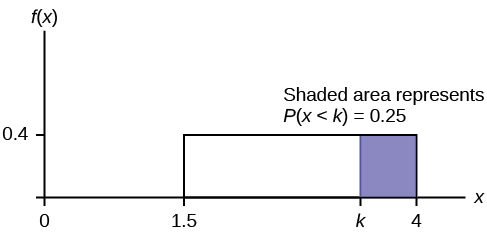 f(x)
Shaded area represents
P(x < k) = 0.25
0.4
x
0 1.5 k 4